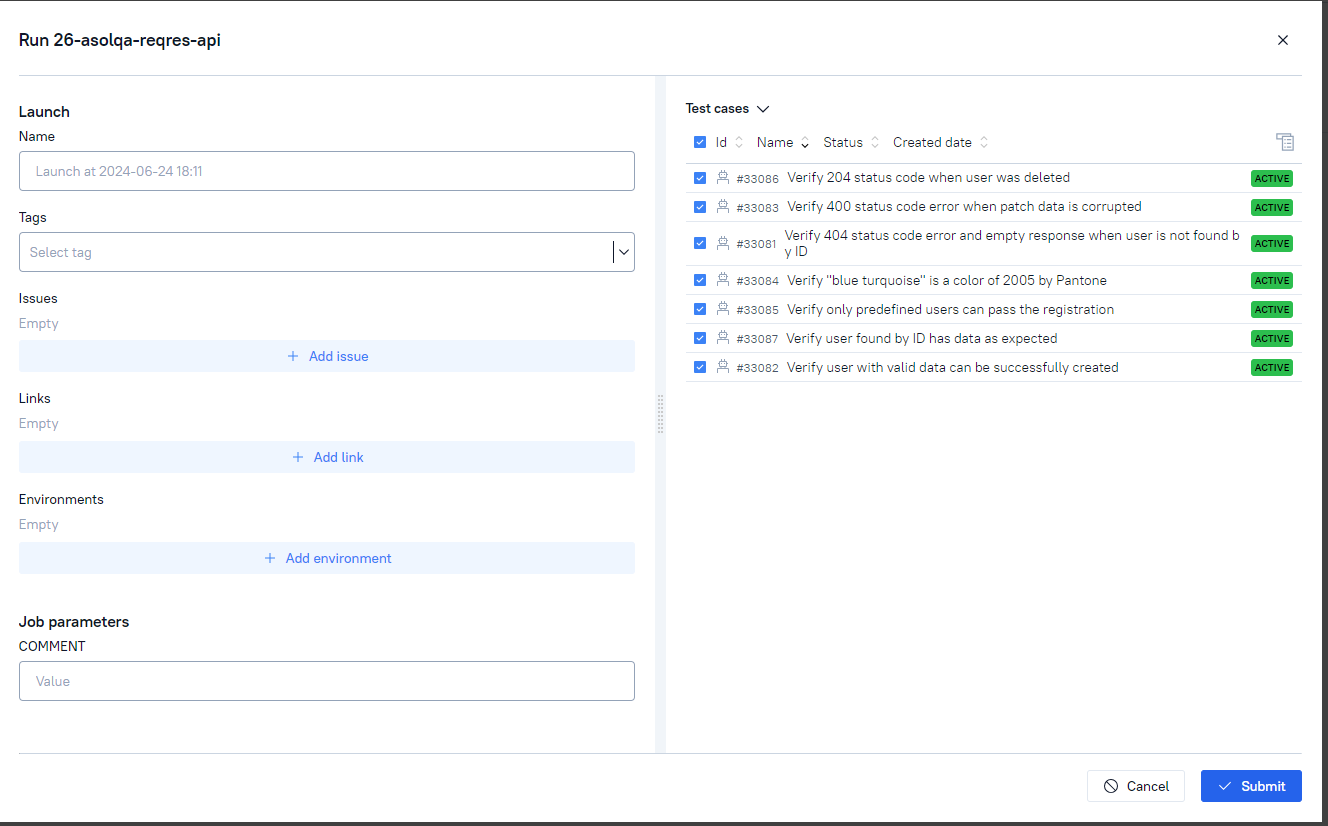 Run 26-asolqa-reqres-api
Launch
Name
Launch at 2024-06-24 18:11
Tags
Select tag
Issues
Empty
Add issue
Links
Empty
Add link
Environments
Empty
Add environment
Job parameters
COMMENT
Value
Test cases
Id Name Status Created date
#33086 Verify 204 status code when user was deleted ACTIVE
#33083 Verify 400 status code error when patch data is corrupted ACTIVE
#33081 Verify 404 status code error and empty response when user is not found b ACTIVE
y ID
#33084 Verify "blue turquoise" is a color of 2005 by Pantone ACTIVE
#33085 Verify only predefined users can pass the registration ACTIVE
#33087 Verify user found by ID has data as expected ACTIVE
#33082 Verify user with valid data can be successfully created ACTIVE
Cancel Submit